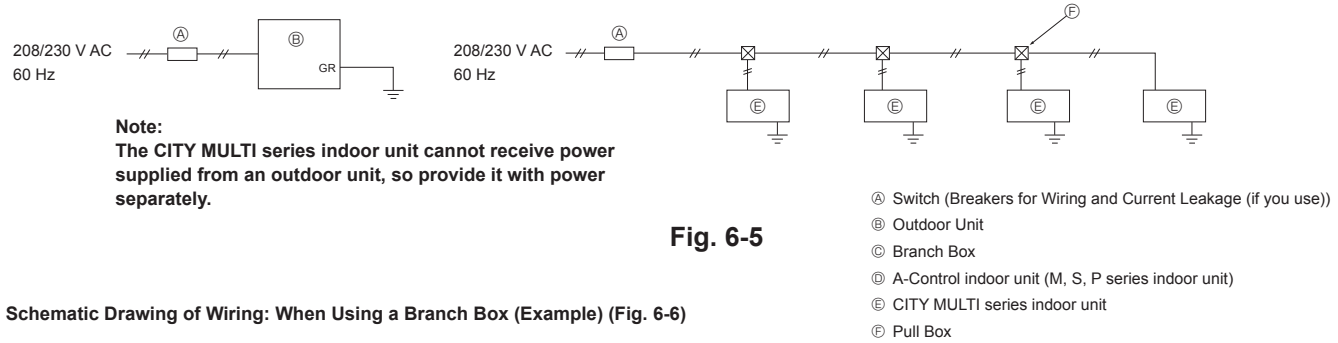 208/230 V AC
60 Hz
Ⓐ
Ⓑ
GR
208/230 V AC
60 Hz
Ⓐ
Ⓕ
Ⓔ
Ⓔ
Ⓔ
Ⓔ
Note:
The CITY MULTI series indoor unit cannot receive power
supplied from an outdoor unit, so provide it with power
separately.
Fig. 6-5
Ⓐ Switch (Breakers for Wiring and Current Leakage (if you use))
Ⓑ Outdoor Unit
Ⓒ Branch Box
Ⓓ A-Control indoor unit (M, S, P series indoor unit)
Ⓔ CITY MULTI series indoor unit
Ⓕ Pull Box
Schematic Drawing of Wiring: When Using a Branch Box (Example) (Fig. 6-6)